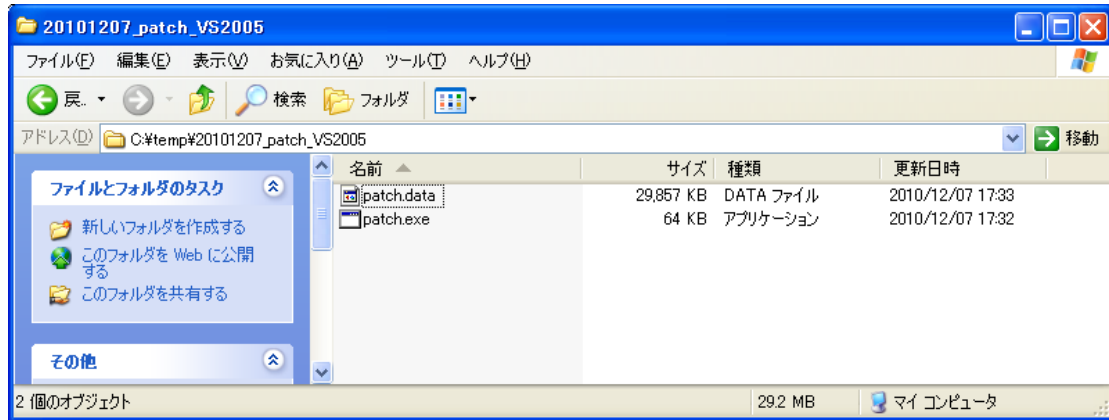 20101207_patch_VS2005
ファイル(F) 編集(E) 表示(V) お気に入り(A) ツール(T) ヘルプ(H)
戻.. 検索 フォルダ
アドレス(D) C:¥temp¥20101207_patch_VS2005 移動
ファイルとフォルダのタスク
新しいフォルダを作成する
このフォルダを Web に公開
する
このフォルダを共有する
その他
名前 サイズ 種類 更新日時
patch.data 29,857 KB DATA ファイル 2010/12/07 17:33
patch.exe 64 KB アプリケーション 2010/12/07 17:32
2 個のオブジェクト 29.2 MB マイ コンピュータ